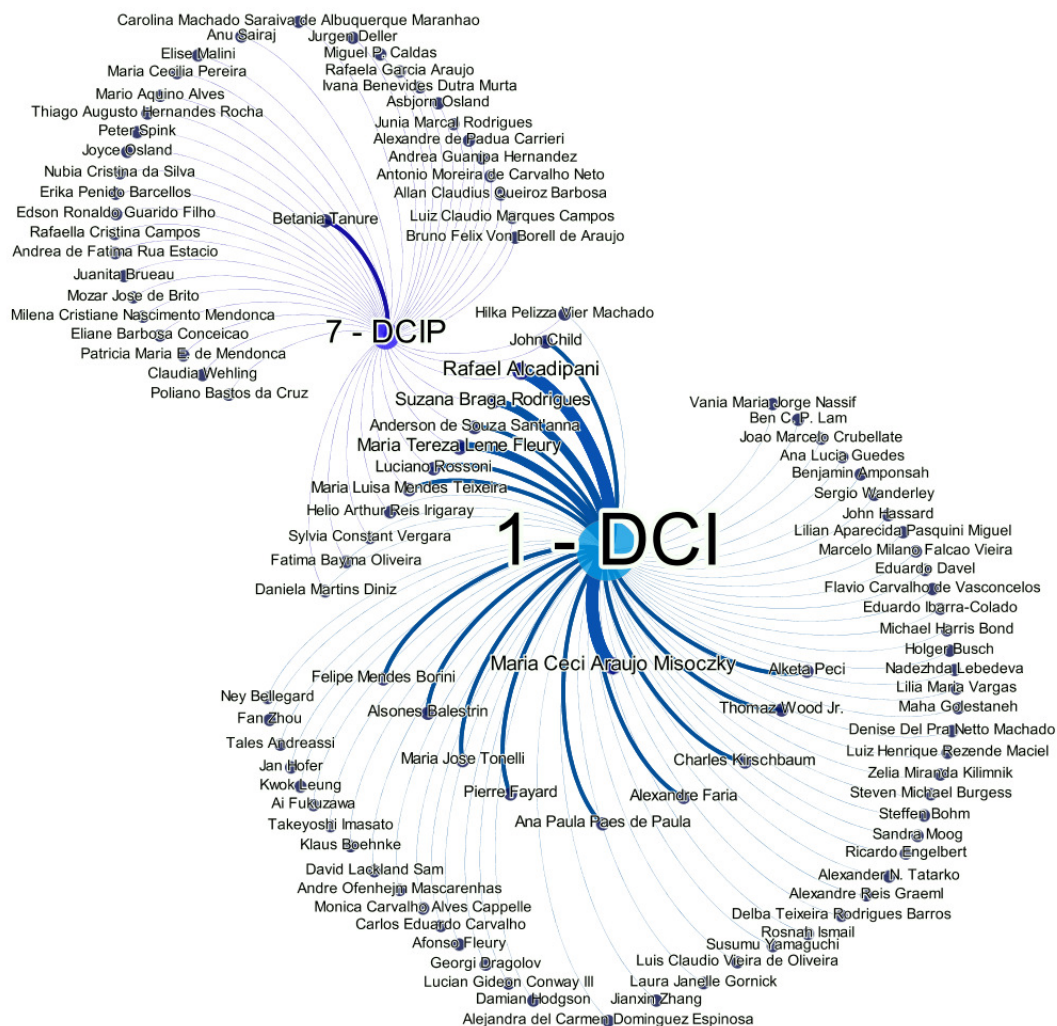 Carolina Machado Saraiva de Albuquerque Maranhao
Anu Sairaj
Jurgen Deller
Elise Malini
Miguel P. Caldas
Maria Cecilia Pereira
Rafaela Garcia Araujo
Ivana Benevides Dutra Murta
Mario Aquino Alves
Asbjorn Osland
Thiago Augusto Hernandes Rocha
Junia Marcal Rodrigues
Peter Spink
Alexandre de Padua Carrieri
Joyce Osland
Andrea Guanipa Hernandez
Nubia Cristina da Silva
Antonio Moreira de Carvalho Neto
Erika Penido Barcellos
Allan Claudius Queiroz Barbosa
Edson Ronaldo Guarido Filho
Betania Tanure
Luiz Claudio Marques Campos
Rafaella Cristina Campos
Bruno Felix Von Borell de Araujo
Andrea de Fatima Rua Estacio
Juanita Brueau
Mozar Jose de Brito
Milena Cristiane Nascimento Mendonca
Hilka Pelizza Vier Machado
Eliane Barbosa Conceicao
7 - DCIP
John Child
Patricia Maria E. de Mendonca
Claudia Wehling
Rafael Alcadipani
Poliano Bastos da Cruz
Suzana Braga Rodrigues
Vania Maria Jorge Nassif
Ben C. P. Lam
Anderson de Souza Sant'anna
Joao Marcelo Crubellate
Maria Tereza Leme Fleury
Ana Lucia Guedes
Luciano Rossoni
Benjamin Amponsah
Maria Luisa Mendes Teixeira
Sergio Wanderley
Helio Arthur Reis Irigaray
John Hassard
1 - DCI
Lilian Aparecida Pasquini Miguel
Sylvia Constant Vergara
Marcelo Milano Falcao Vieira
Fatima Bayma Oliveira
Eduardo Davel
Daniela Martins Diniz
Flavio Carvalho de Vasconcelos
Eduardo Ibarra-Colado
Michael Harris Bond
Holger Busch
Maria Ceci Araujo Misoczky
Alketa Peci
Nadezhda Lebedeva
Felipe Mendes Borini
Lilia Maria Vargas
Ney Bellegard
Maha Golestaneh
Alsones Balestrin
Thomaz Wood Jr.
Fan Zhou
Denise Del Pra Netto Machado
Tales Andreassi
Luiz Henrique Rezende Maciel
Jan Hofer
Maria Jose Tonelli
Charles Kirschbaum
Zelia Miranda Kilimnik
Kwok Leung
Pierre Fayard
Alexandre Faria
Steven Michael Burgess
Ai Fukuzawa
Steffen Bohm
Takeyoshi Imasato
Ana Paula Paes de Paula
Sandra Moog
Klaus Boehnke
Ricardo Engelbert
David Lackland Sam
Alexander N. Tatarko
Andre Ofenhejm Mascarenhas
Alexandre Reis Graeml
Monica Carvalho Alves Cappelle
Delba Teixeira Rodrigues Barros
Carlos Eduardo Carvalho
Rosnah Ismail
Afonso Fleury
Susumu Yamaguchi
Georgi Dragolov
Luis Claudio Vieira de Oliveira
Lucian Gideon Conway III
Laura Janelle Gornick
Damian Hodgson
Jianxin Zhang
Alejandra del Carmen Dominguez Espinosa